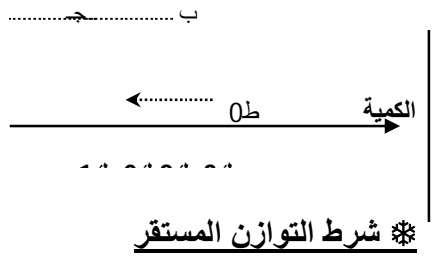 ب جـ
ط0
الكمية
❄ شرط التوازن المستقر